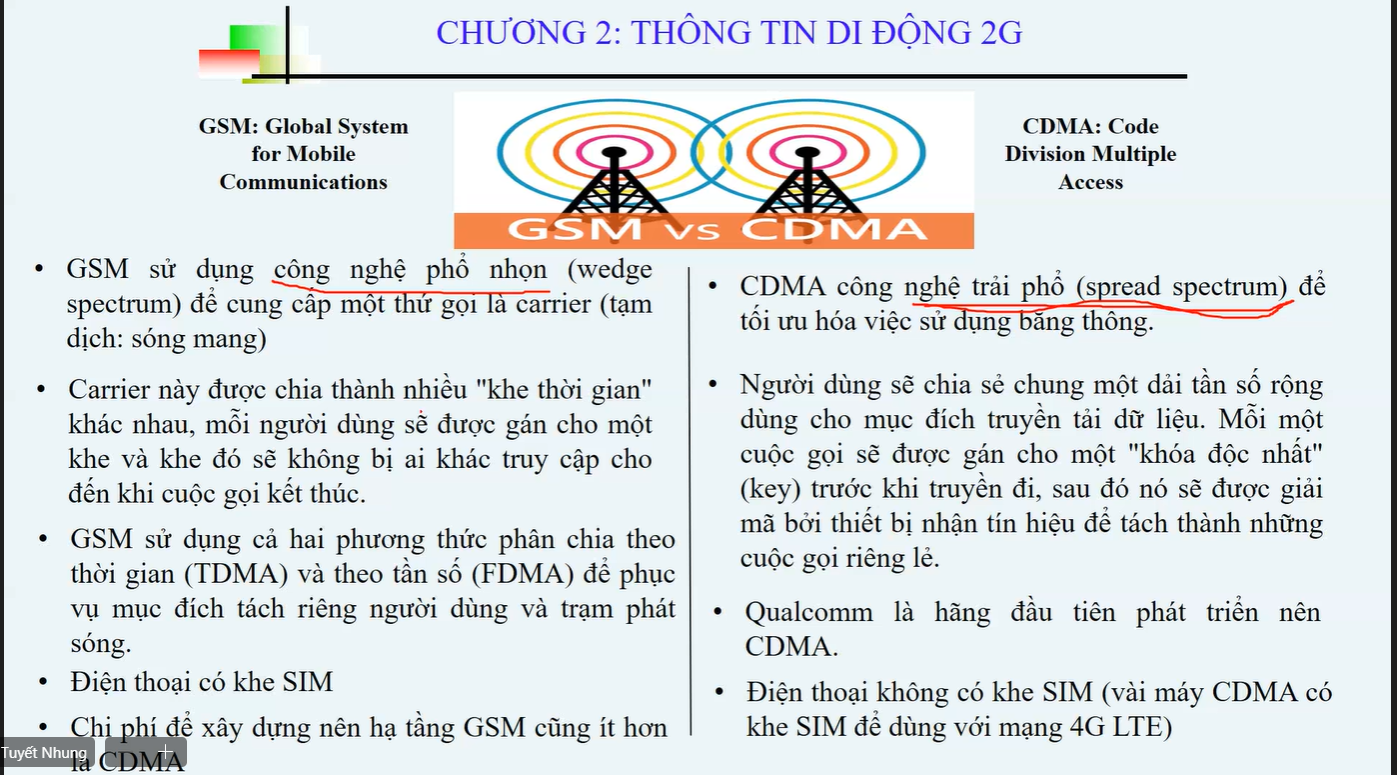 CHƯƠNG 2: THÔNG TIN DI ĐỘNG 2G
GSM: Global System
for Mobile
Communications
GSM vs CDMA
CDMA: Code
Division Multiple
Access
• GSM sử dụng công nghệ phổ nhọn (wedge
spectrum) để cung cấp một thứ gọi là carrier (tạm
dịch: sóng mang)
• Carrier này được chia thành nhiều "khe thời gian"
khác nhau, mỗi người dùng sẽ được gán cho một
khe và khe đó sẽ không bị ai khác truy cập cho
đến khi cuộc gọi kết thúc.
• GSM sử dụng cả hai phương thức phân chia theo
thời gian (TDMA) và theo tần số (FDMA) để phục
vụ mục đích tách riêng người dùng và trạm phát
sóng.
• Điện thoại có khe SIM
• Chi phí để xây dựng nên hạ tầng GSM cũng ít hơn
là CDMA
• CDMA công nghệ trải phổ (spread spectrum) để
tối ưu hóa việc sử dụng băng thông.
• Người dùng sẽ chia sẻ chung một dải tần số rộng
dùng cho mục đích truyền tải dữ liệu. Mỗi một
cuộc gọi sẽ được gán cho một "khóa độc nhất"
(key) trước khi truyền đi, sau đó nó sẽ được giải
mã bởi thiết bị nhận tín hiệu để tách thành những
cuộc gọi riêng lẻ.
• Qualcomm là hãng đầu tiên phát triển nên
CDMA.
• Điện thoại không có khe SIM (vài máy CDMA có
khe SIM để dùng với mạng 4G LTE)
Tuyết Nhung